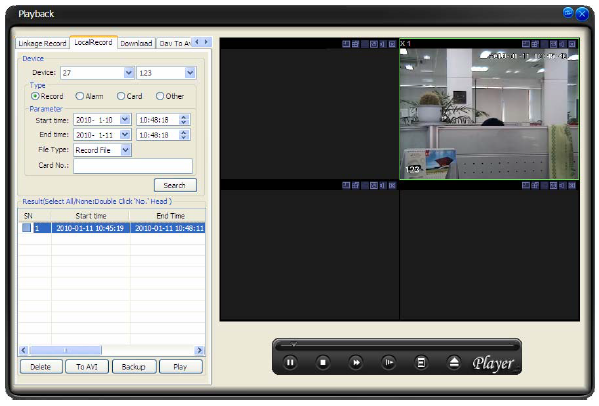 Playback
Linkage Record LocalRecord Download Dav To AV
Device
Device: 27 123
Type
Record Alarm Card Other
Parameter
Start time: 2010- 1-10 10:48:18
End time: 2010- 1-11 10:48:18
File Type: Record File
Card No.:
Search
Result(Select All/None:Double Click 'No.' Head )
SN Start time End Time
1 2010-01-11 10:45:19 2010-01-11 10:48:11
Delete To AVI Backup Play
X 1
123
Player